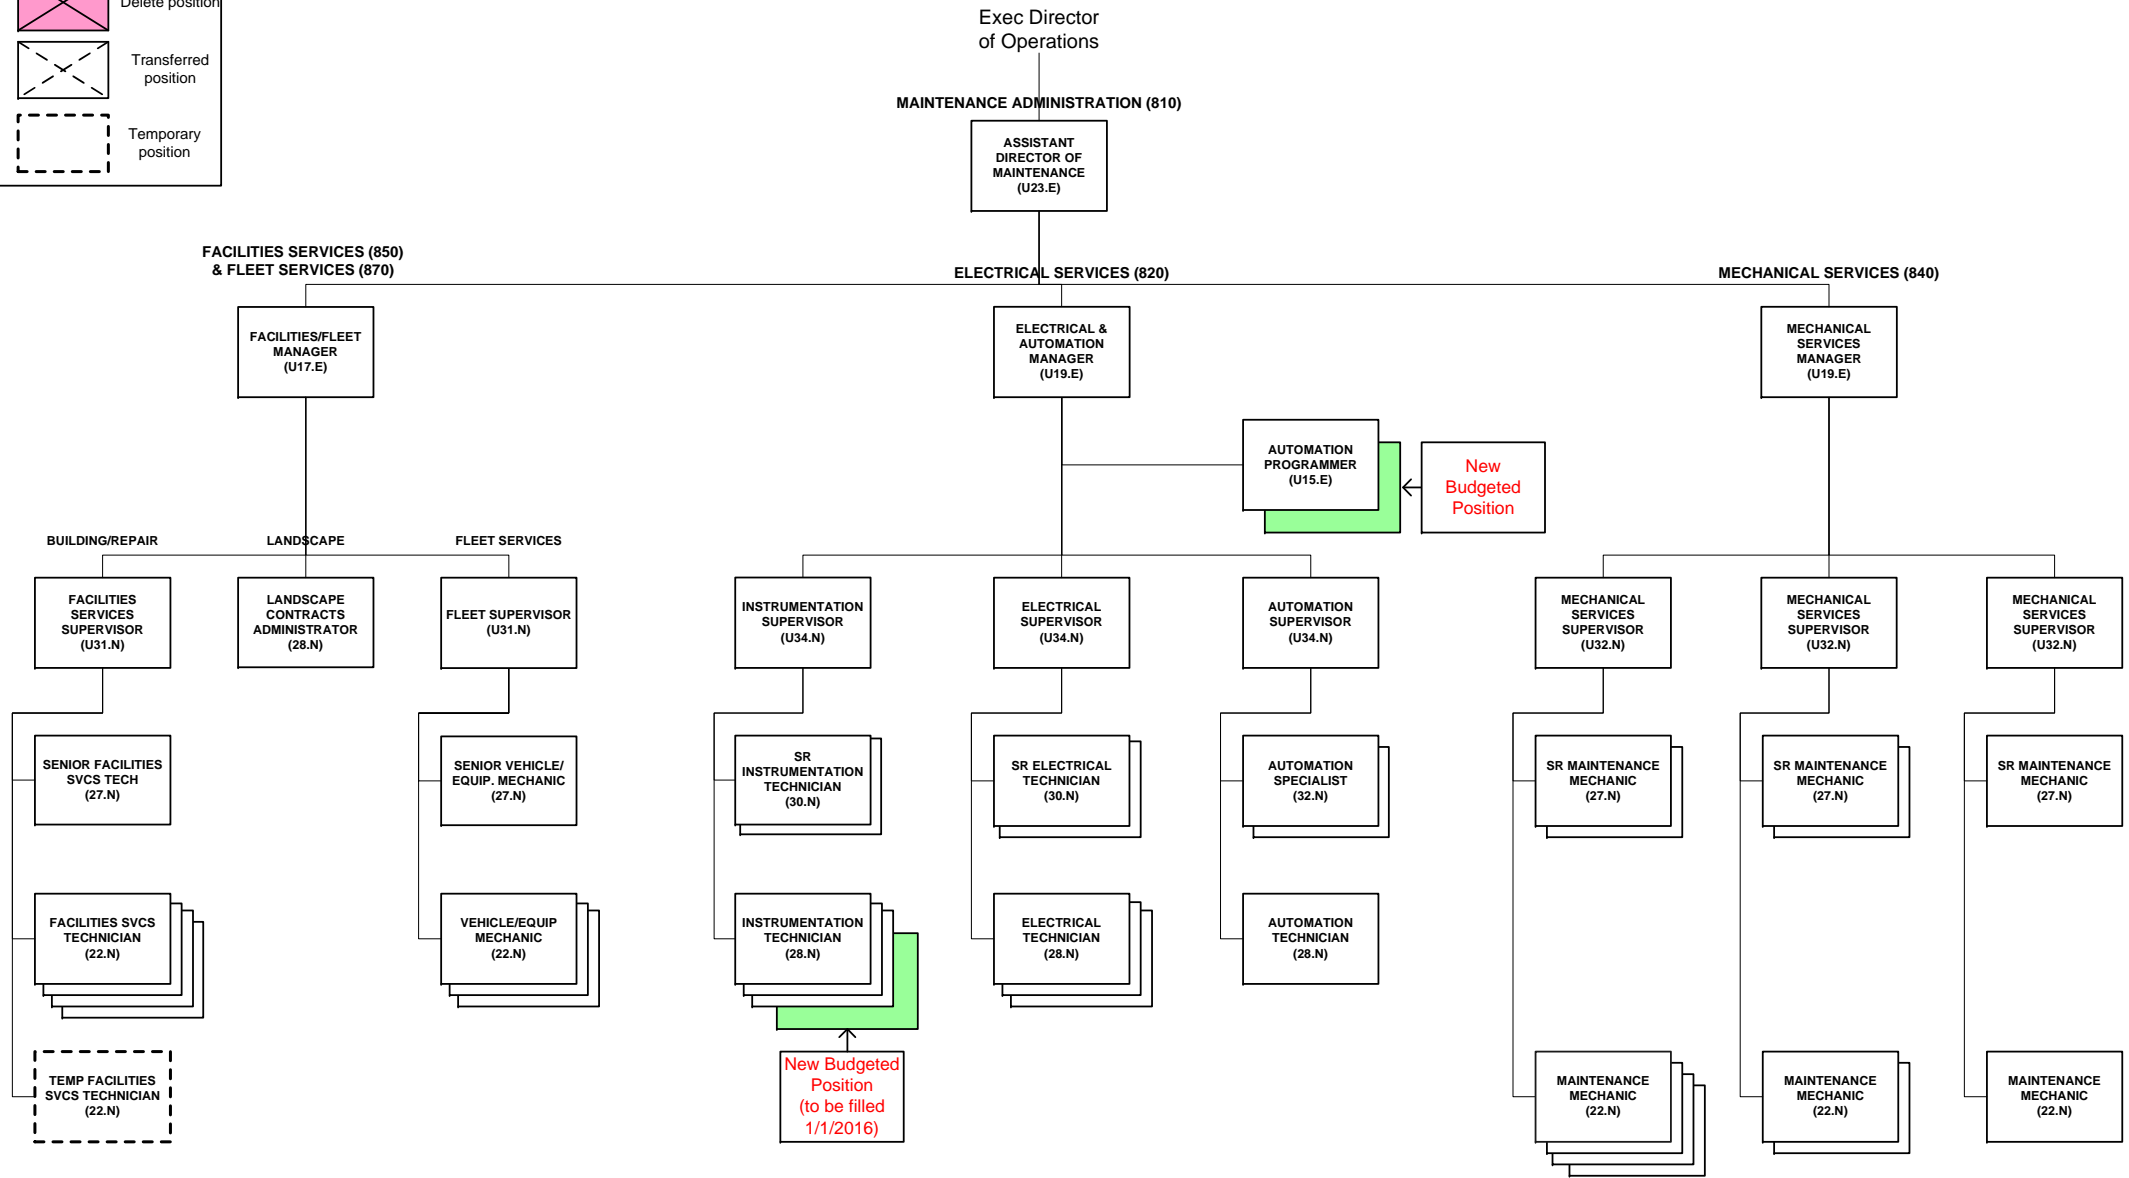 Delete position
Transferred
position
Temporary
position
Exec Director
of Operations
MAINTENANCE ADMINISTRATION (810)
ASSISTANT
DIRECTOR OF
MAINTENANCE
(U23.E)
FACILITIES SERVICES (850)
& FLEET SERVICES (870)
ELECTRICAL SERVICES (820)
MECHANICAL SERVICES (840)
FACILITIES/FLEET
MANAGER
(U17.E)
ELECTRICAL &
AUTOMATION
MANAGER
(U19.E)
MECHANICAL
SERVICES
MANAGER
(U19.E)
AUTOMATION
PROGRAMMER
(U15.E)
New
Budgeted
Position
BUILDING/REPAIR
LANDSCAPE
FLEET SERVICES
FACILITIES
SERVICES
SUPERVISOR
(U31.N)
LANDSCAPE
CONTRACTS
ADMINISTRATOR
(28.N)
FLEET SUPERVISOR
(U31.N)
INSTRUMENTATION
SUPERVISOR
(U34.N)
ELECTRICAL
SUPERVISOR
(U34.N)
AUTOMATION
SUPERVISOR
(U34.N)
MECHANICAL
SERVICES
SUPERVISOR
(U32.N)
MECHANICAL
SERVICES
SUPERVISOR
(U32.N)
MECHANICAL
SERVICES
SUPERVISOR
(U32.N)
SENIOR FACILITIES
SVCS TECH
(27.N)
SENIOR VEHICLE/
EQUIP. MECHANIC
(27.N)
SR
INSTRUMENTATION
TECHNICIAN
(30.N)
SR ELECTRICAL
TECHNICIAN
(30.N)
AUTOMATION
SPECIALIST
(32.N)
SR MAINTENANCE
MECHANIC
(27.N)
SR MAINTENANCE
MECHANIC
(27.N)
SR MAINTENANCE
MECHANIC
(27.N)
FACILITIES SVCS
TECHNICIAN
(22.N)
VEHICLE/EQUIP
MECHANIC
(22.N)
INSTRUMENTATION
TECHNICIAN
(28.N)
ELECTRICAL
TECHNICIAN
(28.N)
AUTOMATION
TECHNICIAN
(28.N)
TEMP FACILITIES
SVCS TECHNICIAN
(22.N)
New Budgeted
Position
(to be filled
1/1/2016)
MAINTENANCE
MECHANIC
(22.N)
MAINTENANCE
MECHANIC
(22.N)
MAINTENANCE
MECHANIC
(22.N)